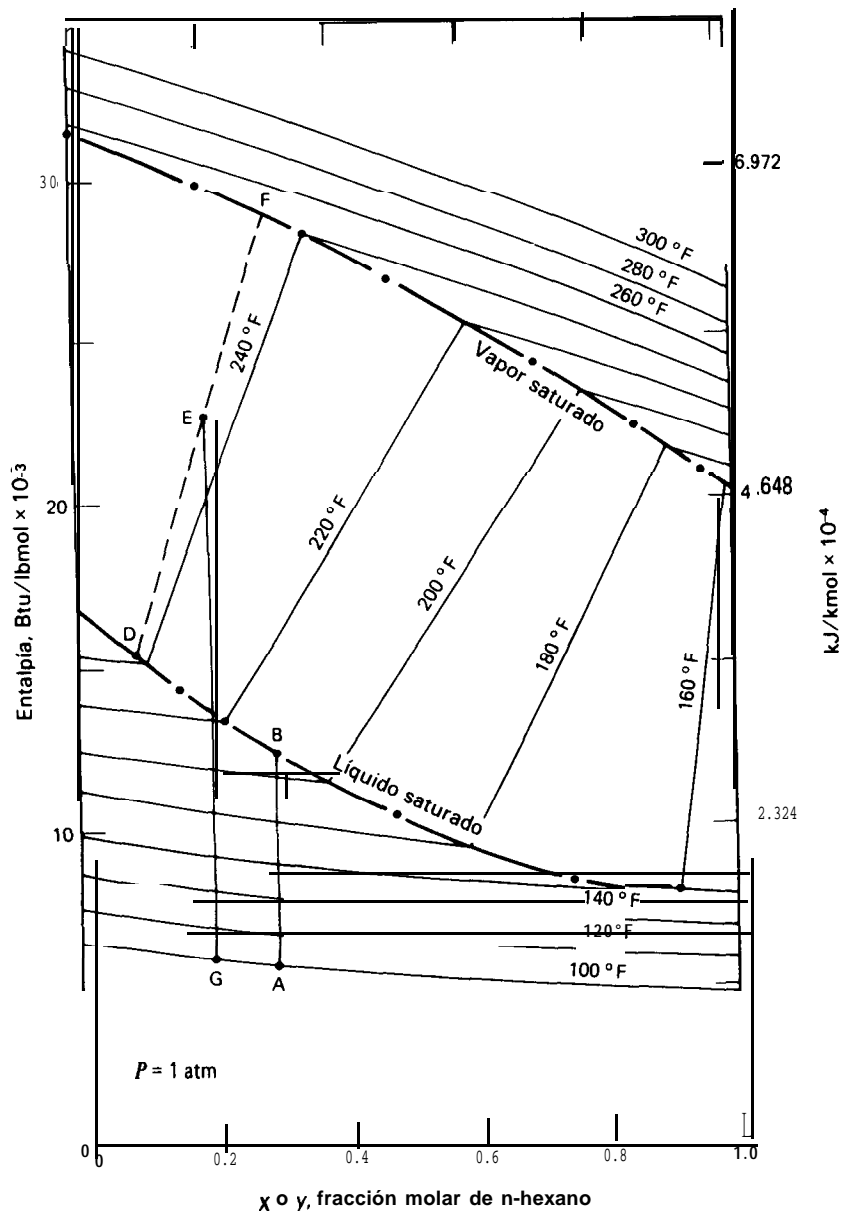 6.972
30
F
300 °F
280 °F
260 °F
240 °F
Vapor saturado
E
Entalpía, Btu/lbmol × 10-3
20
4.648
kJ/kmol × 10-4
220 °F
200 °F
180 °F
160 °F
D
B
Líquido saturado
10
2.324
140 °F
120°F
100 °F
G
A
P = 1 atm
0
0
0.2
0.4
0.6
0.8
1.0
x o y, fracción molar de n-hexano